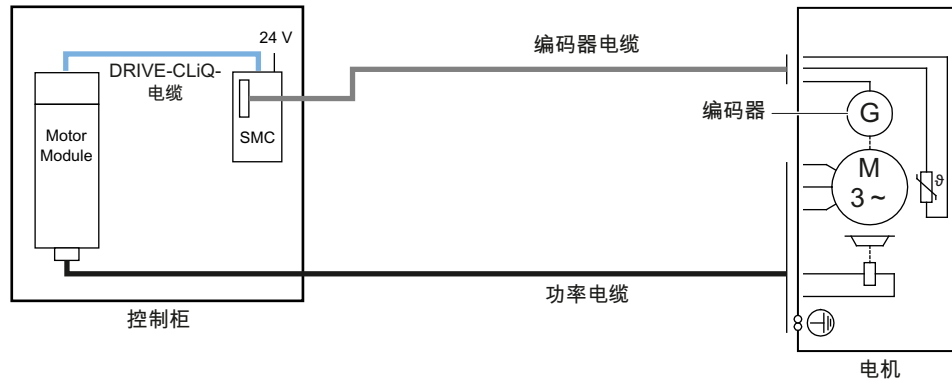 24 V
编码器电缆
DRIVE-CLiQ-
电缆
编码器
G
Motor
Module
SMC
M
3 ~
ϑ
功率电缆
控制柜
电机